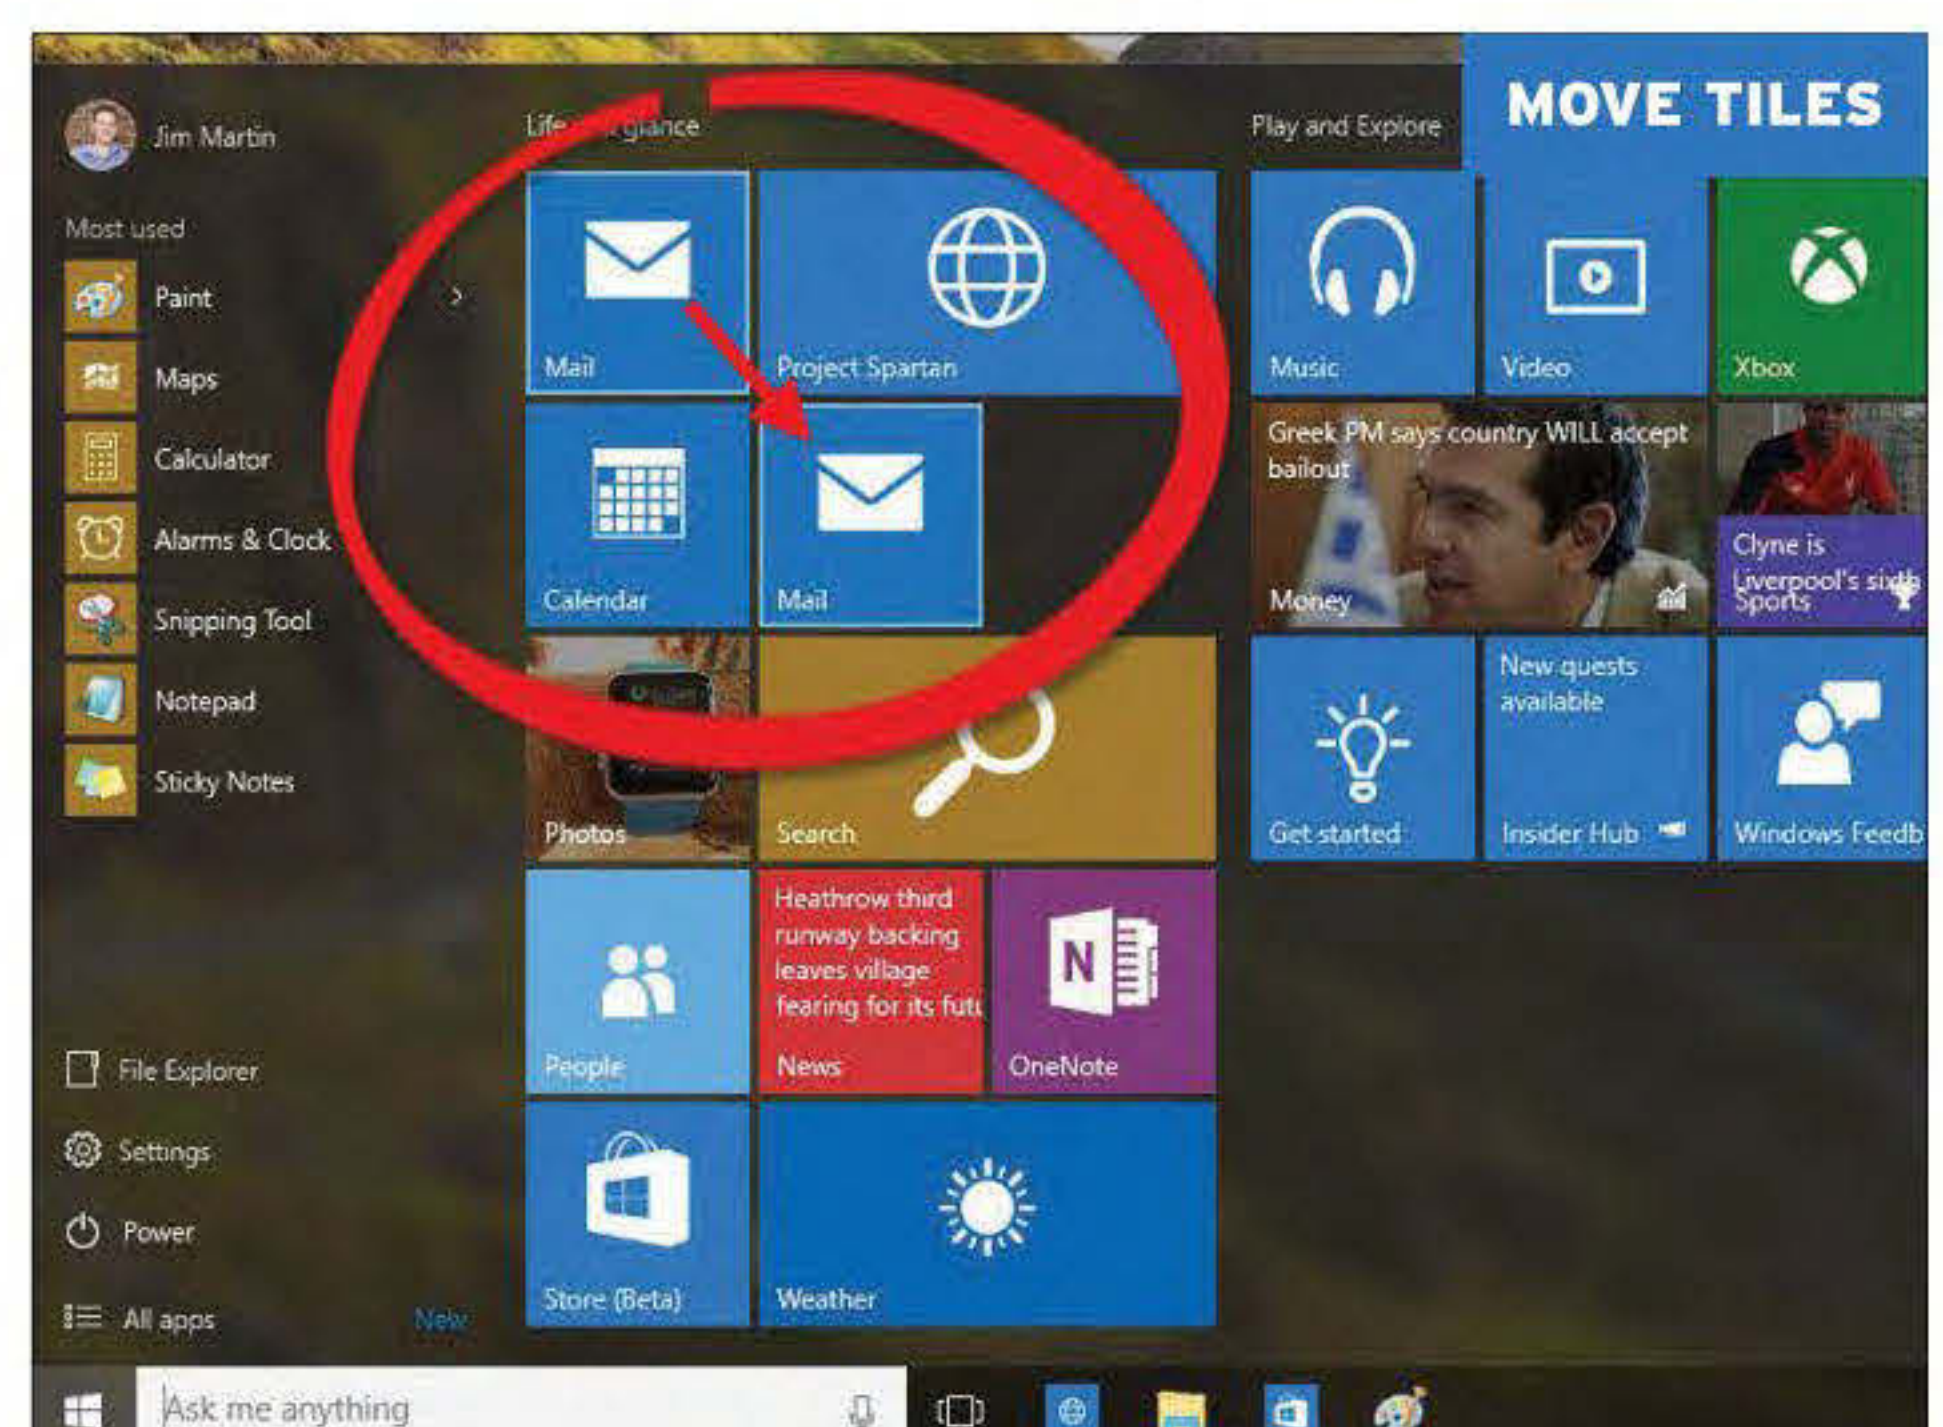 MOVE TILES
Jim Martin
Most used
Paint
Maps
Calculator
Alarms & Clock
Snipping Tool
Notepad
Sticky Notes
File Explorer
Settings
Power
All apps
New
Life glance
Mail
Project Spartan
Calendar
Mail
Photos
Search
People
Heathrow third
runway backing
leaves village
fearing for its futu
News
N
OneNote
Store (Beta)
Weather
Play and Explore
Music
Video
Xbox
Greek PM says country WILL accept
bailout
Money
Clyne is
Liverpool's sixth
Sports
Get started
New quests
available
Insider Hub
Windows Feedb
Ask me anything